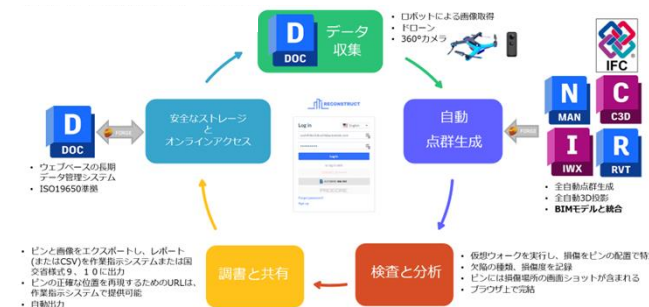 D
DOC
データ
収集
• ロボットによる画像取得
• ドローン
• 360°カメラ
IFC
N
MAN
C
C3D
I
IWX
R
RVT
FORGE
自動
点群生成
• 全自動点群生成
• 全自動3D投影
• BIMモデルと統合
検査と分析
• 仮想ウォークを実行し、損傷をピンの配置で特
欠陥の種類、損傷度を記録
• ピンには損傷場所の画面ショットが含まれる
• ブラウザ上で完結
調書と共有
• ピンと画像をエクスポートし、レポート
(またはCSV)を作業指示システムまたは国
交省様式9、10に出力
• ピンの正確な位置を再現するためのURLは、
作業指示システムで提供可能
• 自動出力
安全なストレージ
と
オンラインアクセス
D
DOC
FORGE
• ウェブベースの長期
データ管理システム
• ISO19650準拠
RECONSTRUCT
Log In
English